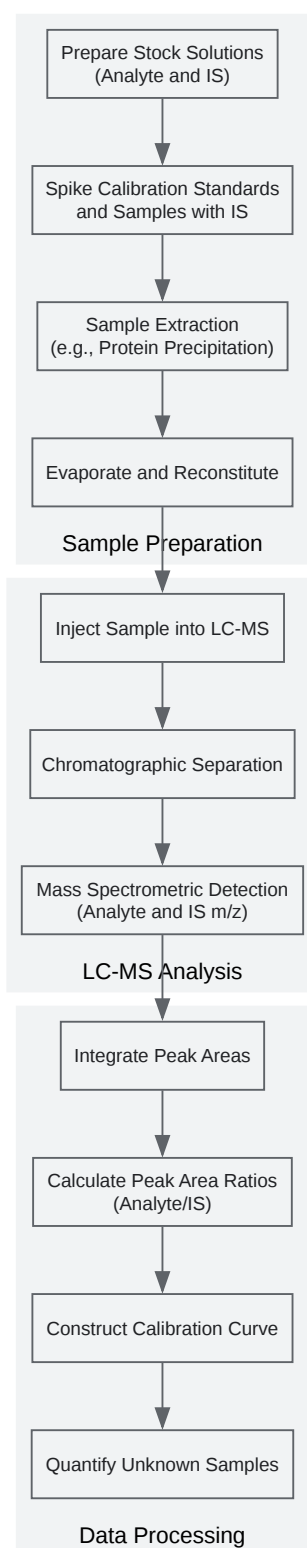 Prepare Stock Solutions
(Analyte and IS)
Spike Calibration Standards
and Samples with IS
Sample Extraction
(e.g., Protein Precipitation)
Evaporate and Reconstitute
Sample Preparation
Inject Sample into LC-MS
Chromatographic Separation
Mass Spectrometric Detection
(Analyte and IS m/z)
LC-MS Analysis
Integrate Peak Areas
Calculate Peak Area Ratios
(Analyte/IS)
Construct Calibration Curve
Quantify Unknown Samples
Data Processing